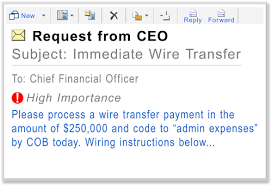 New
Reply Forward
Request from CEO
Subject: Immediate Wire Transfer
To: Chief Financial Officer
High Importance
Please process a wire transfer payment in the
amount of $250,000 and code to “admin expenses”
by COB today. Wiring instructions below...